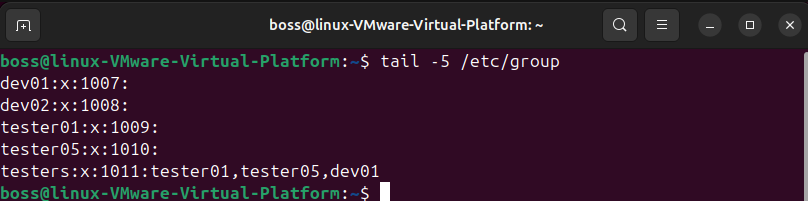 boss@linux-VMware-Virtual-Platform: ~
boss@linux-VMware-Virtual-Platform:~$ tail -5 /etc/group
dev01:x:1007:
dev02:x:1008:
tester01:x:1009:
tester05:x:1010:
testers:x:1011:tester01,tester05,dev01
boss@linux-VMware-Virtual-Platform:~$